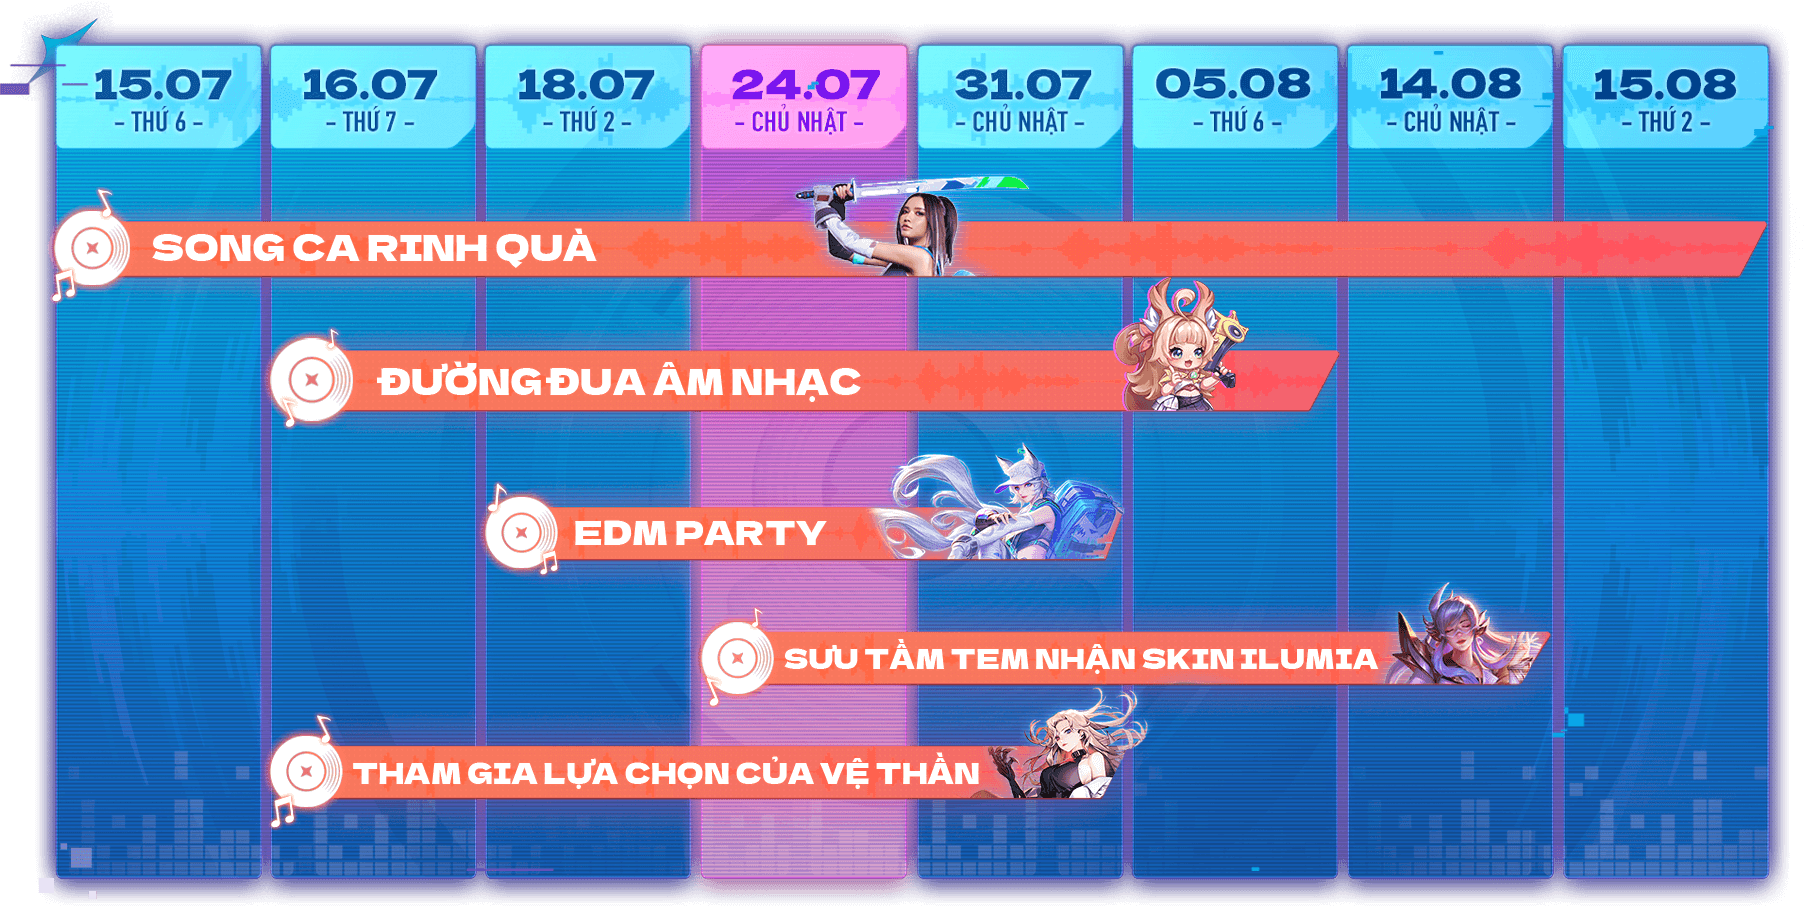 15.07
- THỨ 6 -
16.07
- THỨ 7 -
18.07
- THỨ 2 -
24.07
- CHỦ NHẬT -
31.07
- CHỦ NHẬT -
05.08
- THỨ 6 -
14.08
- CHỦ NHẬT -
15.08
- THỨ 2 -
SONG CA RINH QUÀ
ĐƯỜNG ĐUA ÂM NHẠC
EDM PARTY
SƯU TẦM TEM NHẬN SKIN ILUMIA
THAM GIA LỰA CHỌN CỦA VỆ THẦN